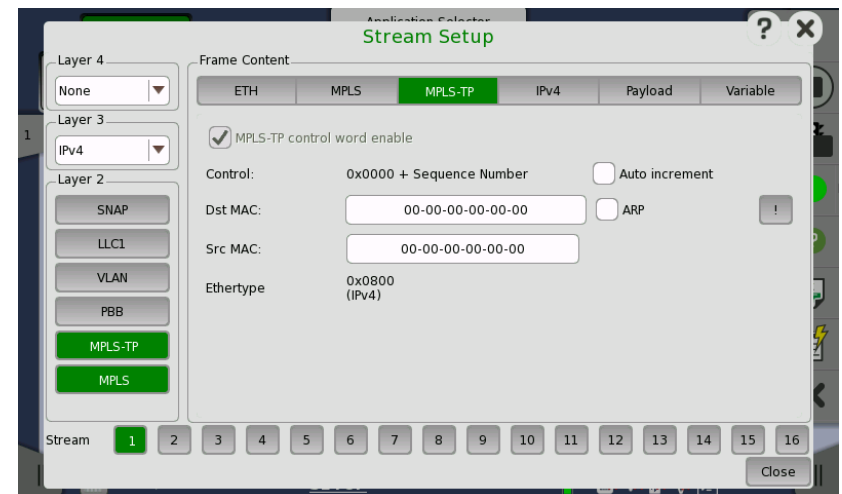 Stream Setup
?
Layer 4
None
Layer 3
IPv4
Layer 2
SNAP
LLC1
VLAN
PBB
MPLS-TP
MPLS
Frame Content
ETH MPLS MPLS-TP IPv4 Payload Variable
MPLS-TP control word enable
Control: 0x0000 + Sequence Number Auto increment
Dst MAC: 00-00-00-00-00-00 ARP !
Src MAC: 00-00-00-00-00-00
Ethertype 0x0800
(IPv4)
Stream 1 2 3 4 5 6 7 8 9 10 11 12 13 14 15 16
Close
1